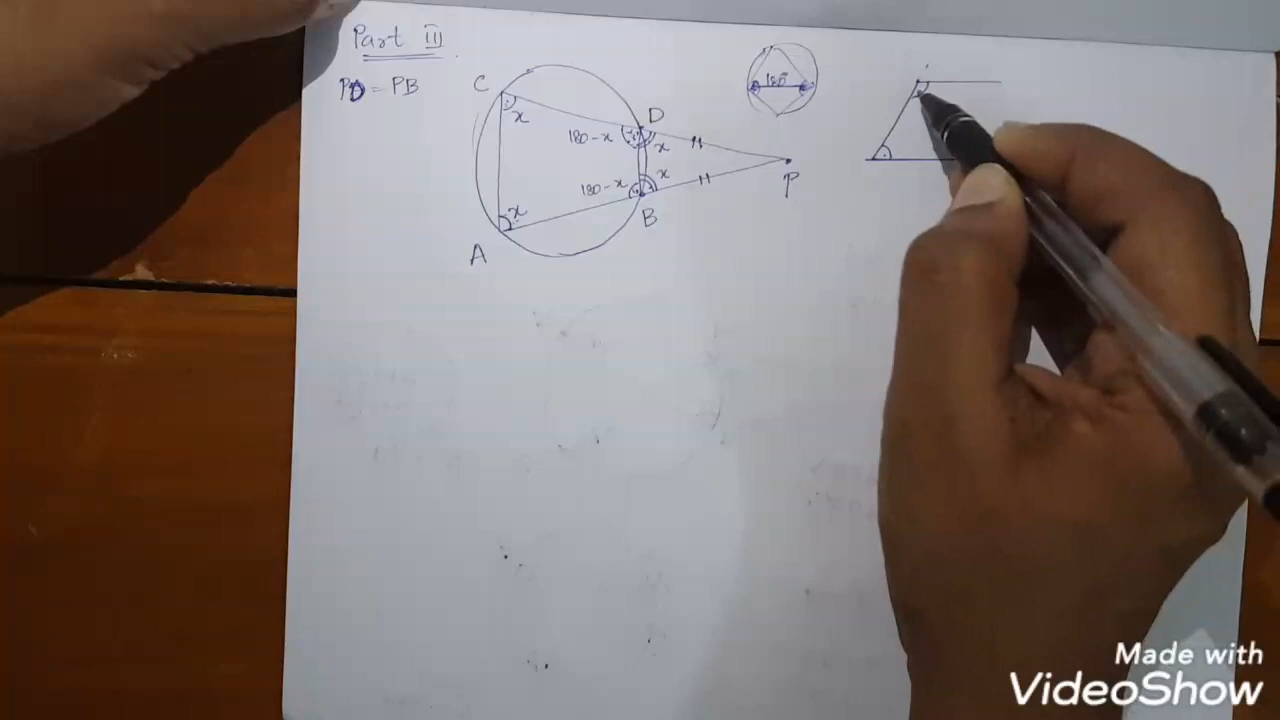 Part III
PD = PB
C
x
180-x
D
x
180-x
x
P
x
B
A
180°
Made with
VideoShow